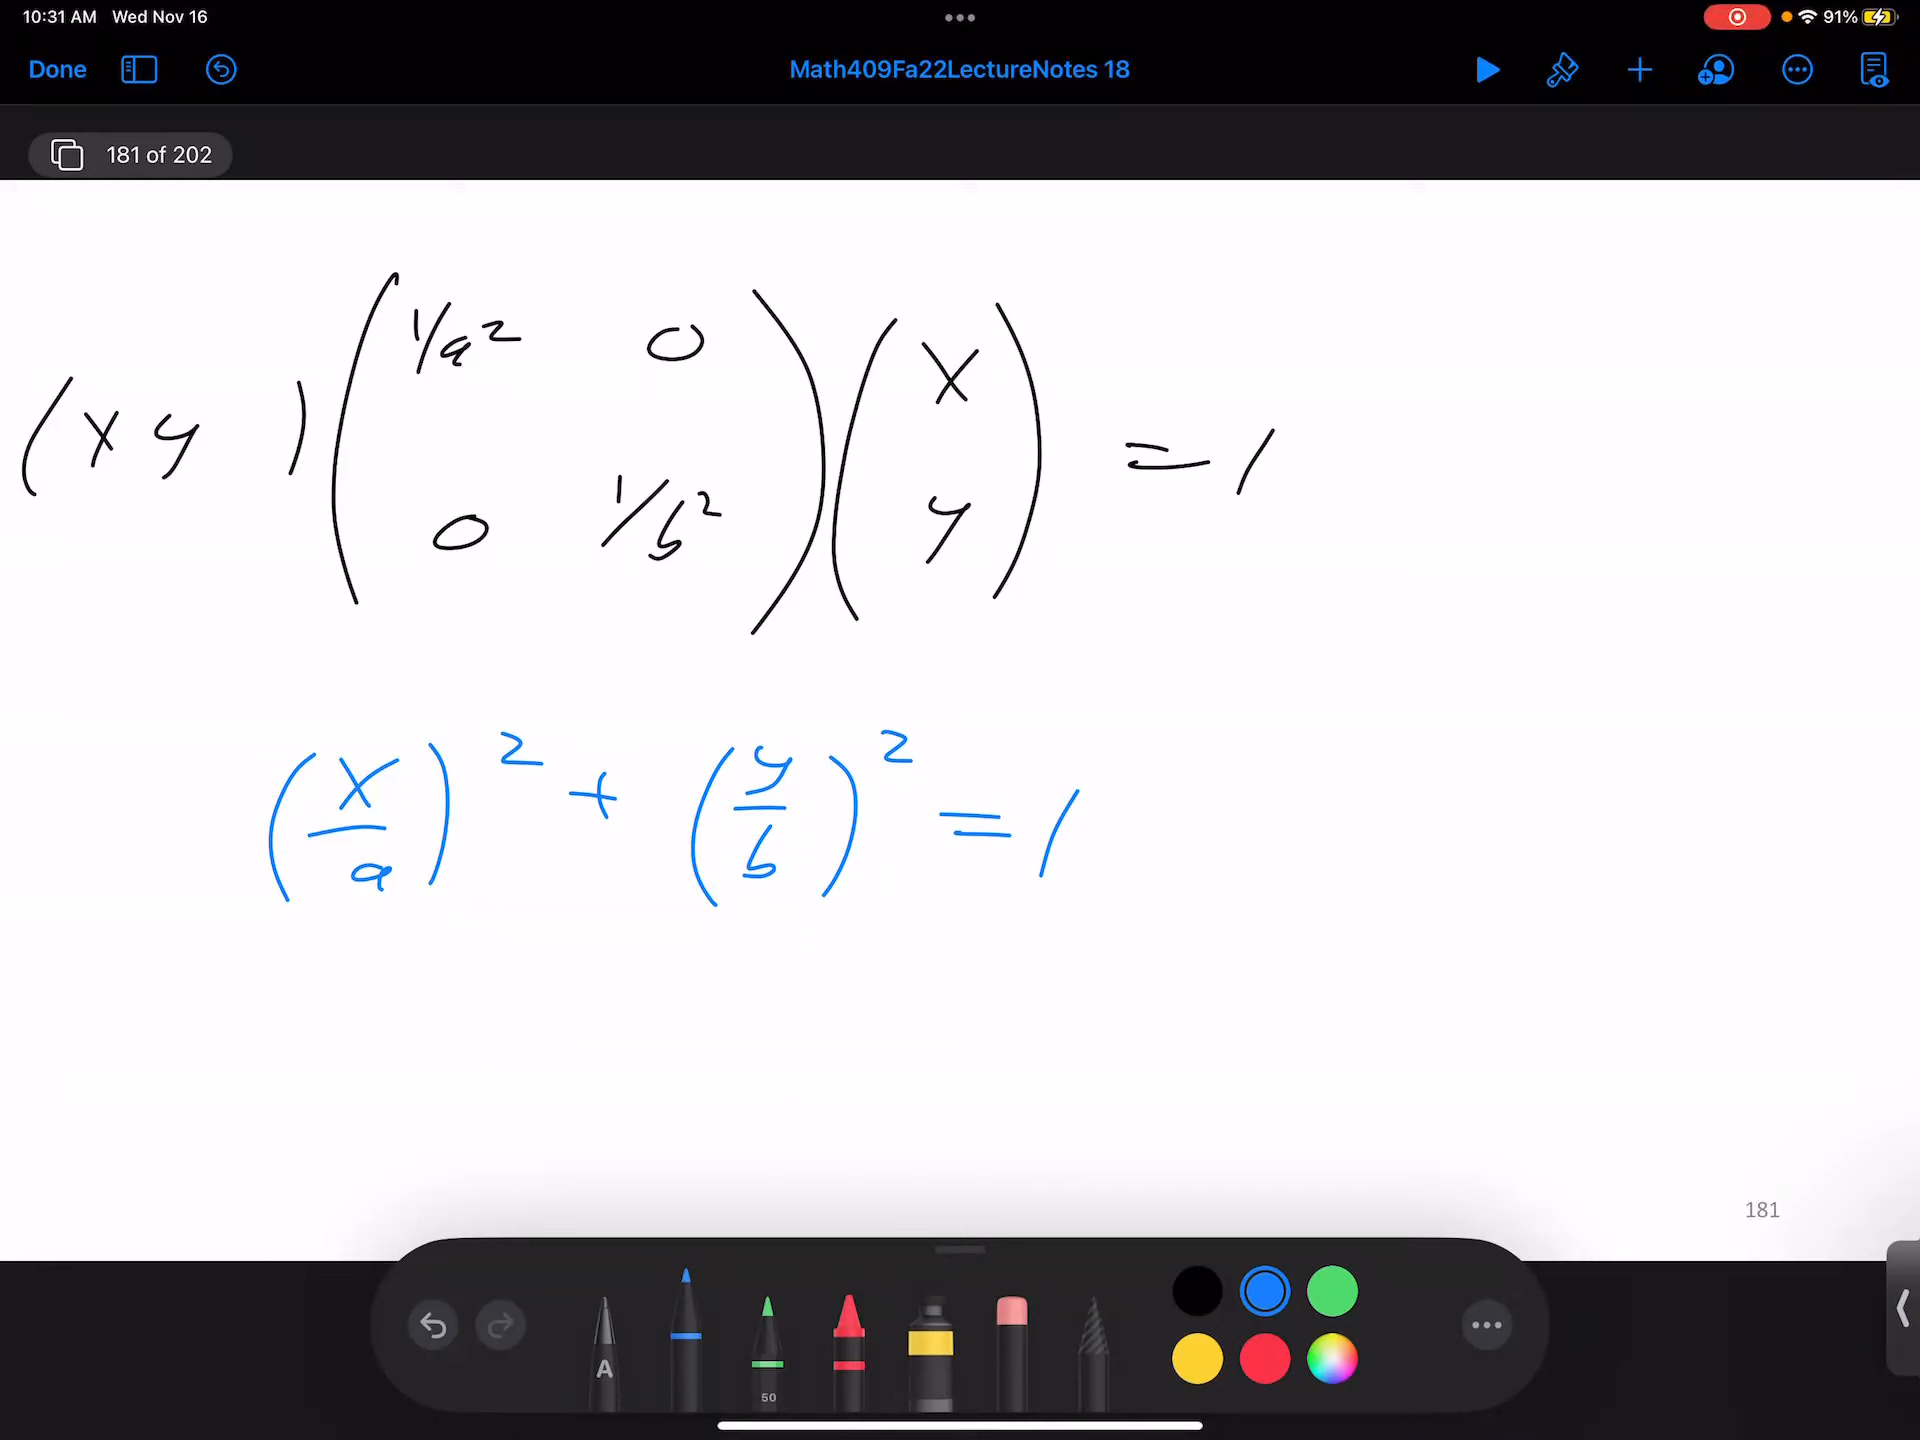 10:31 AM Wed Nov 16 91%
Done Math409Fa22LectureNotes 18
181 of 202
1/a² 0
(x y) x = 1
0 1/b² y
(x/a)² + (y/b)² = 1
181
A 50